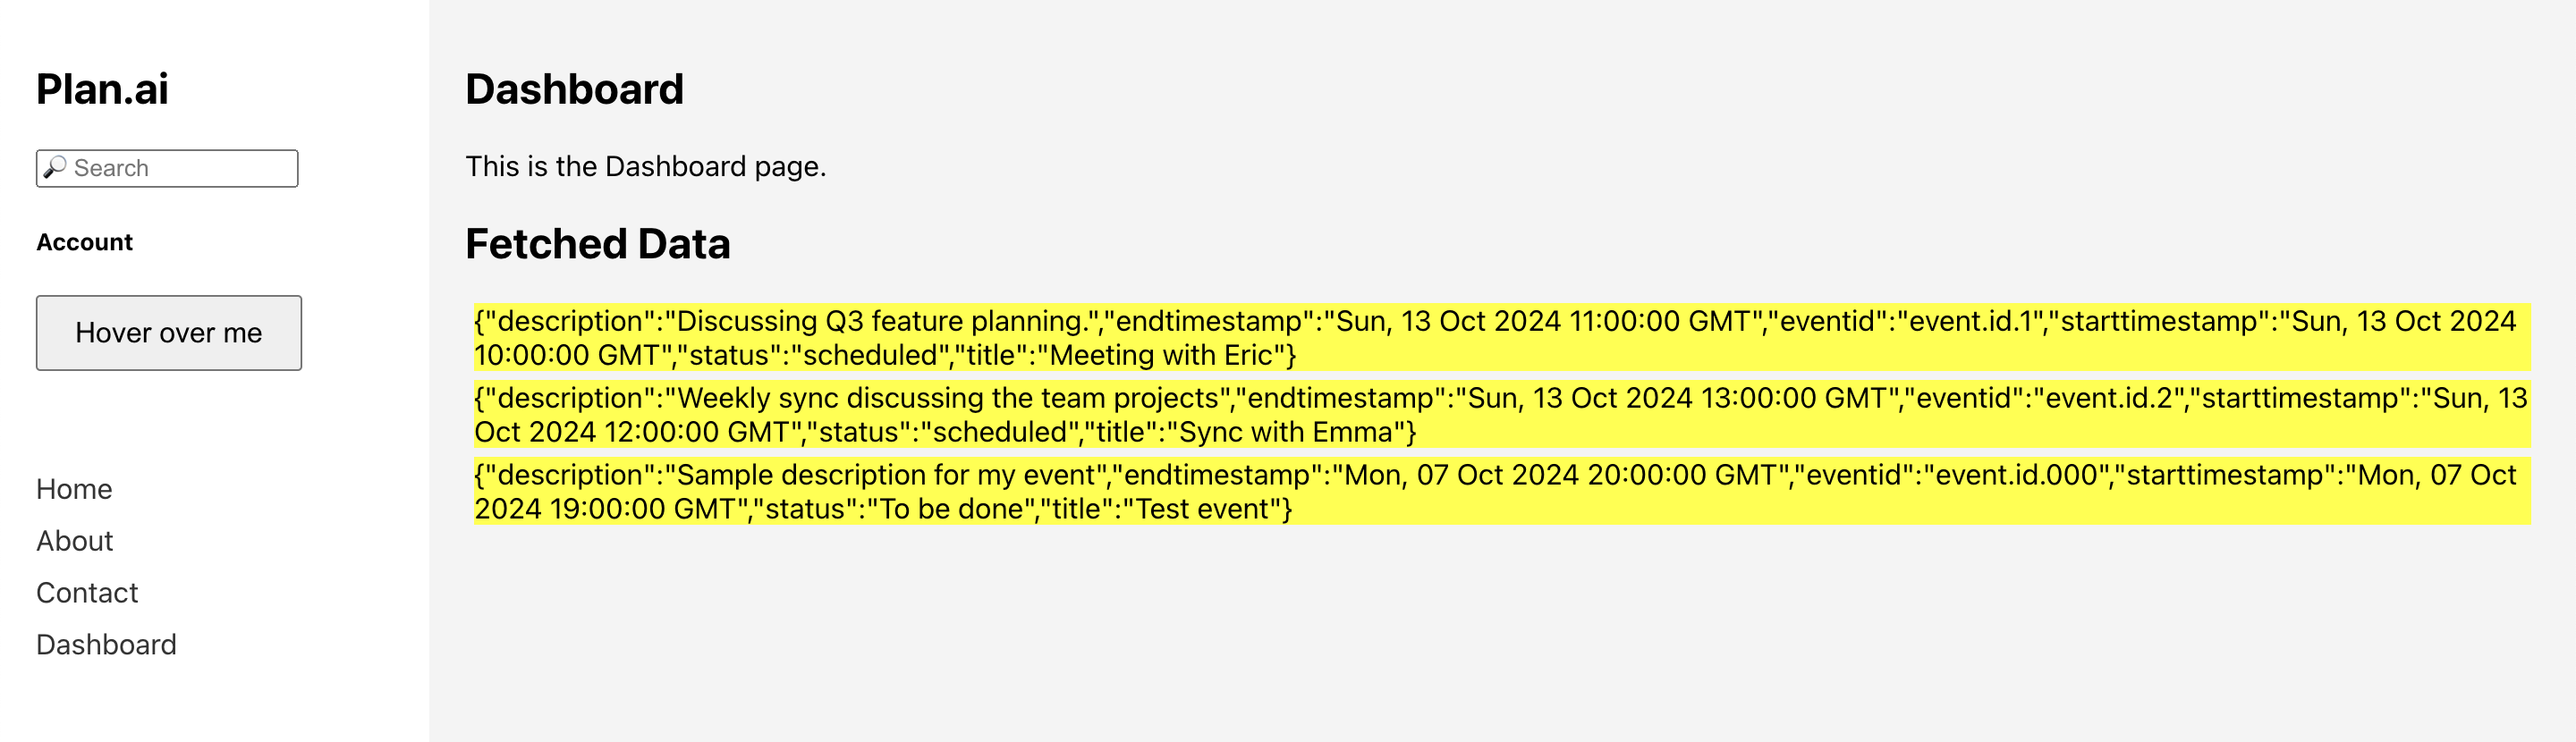 Plan.ai
🔎 Search
Account
Hover over me
Home
About
Contact
Dashboard
Dashboard
This is the Dashboard page.
Fetched Data
{"description":"Discussing Q3 feature planning.","endtimestamp":"Sun, 13 Oct 2024 11:00:00 GMT","eventid":"event.id.1","starttimestamp":"Sun, 13 Oct 2024
10:00:00 GMT","status":"scheduled","title":"Meeting with Eric"}
{"description":"Weekly sync discussing the team projects","endtimestamp":"Sun, 13 Oct 2024 13:00:00 GMT","eventid":"event.id.2","starttimestamp":"Sun, 13
Oct 2024 12:00:00 GMT","status":"scheduled","title":"Sync with Emma"}
{"description":"Sample description for my event","endtimestamp":"Mon, 07 Oct 2024 20:00:00 GMT","eventid":"event.id.000","starttimestamp":"Mon, 07 Oct
2024 19:00:00 GMT","status":"To be done","title":"Test event"}